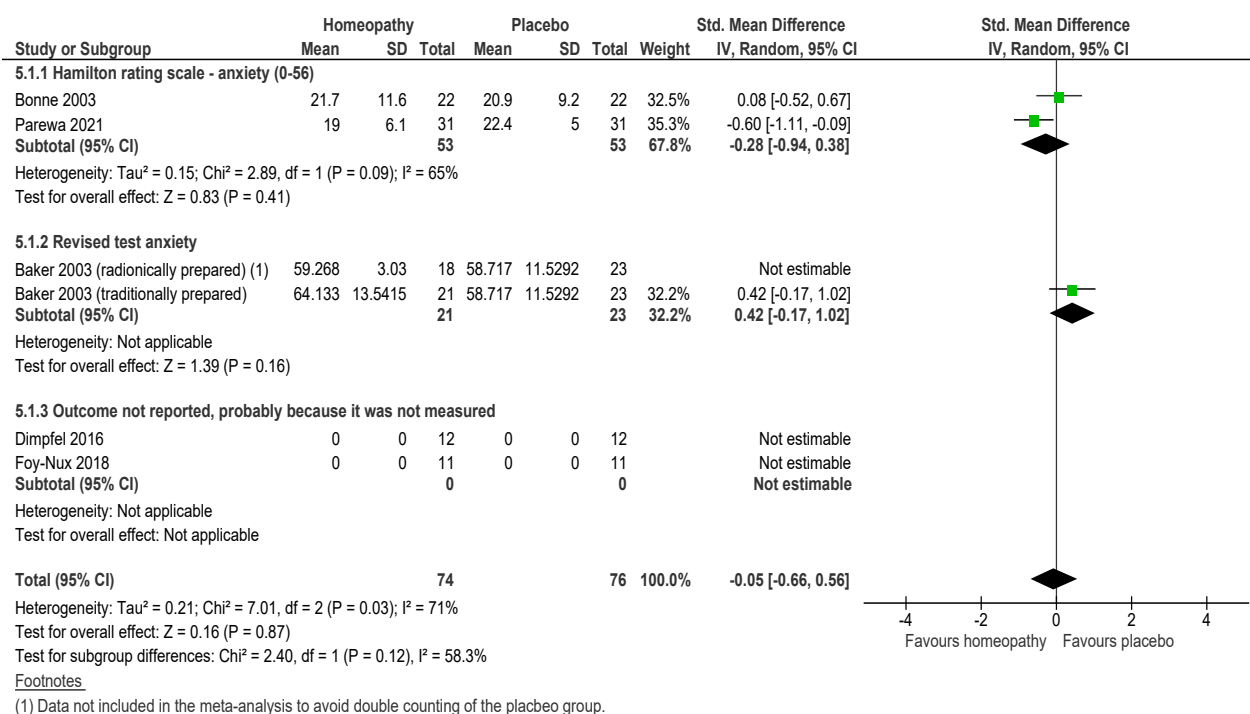 Homeopathy Placebo Std. Mean Difference Std. Mean Difference
Study or Subgroup Mean SD Total Mean SD Total Weight IV, Random, 95% CI IV, Random, 95% CI
5.1.1 Hamilton rating scale - anxiety (0-56)
Bonne 2003 21.7 11.6 22 20.9 9.2 22 32.5% 0.08 [-0.52, 0.67]
Parewa 2021 19 6.1 31 22.4 5 31 35.3% -0.60 [-1.11, -0.09]
Subtotal (95% CI) 53 53 67.8% -0.28 [-0.94, 0.38]
Heterogeneity: Tau² = 0.15; Chi² = 2.89, df = 1 (P = 0.09); I² = 65%
Test for overall effect: Z = 0.83 (P = 0.41)
5.1.2 Revised test anxiety
Baker 2003 (radionically prepared) (1) 59.268 3.03 18 58.717 11.5292 23 Not estimable
Baker 2003 (traditionally prepared) 64.133 13.5415 21 58.717 11.5292 23 32.2% 0.42 [-0.17, 1.02]
Subtotal (95% CI) 21 23 32.2% 0.42 [-0.17, 1.02]
Heterogeneity: Not applicable
Test for overall effect: Z = 1.39 (P = 0.16)
5.1.3 Outcome not reported, probably because it was not measured
Dimpfel 2016 0 0 12 0 0 12 Not estimable
Foy-Nux 2018 0 0 11 0 0 11 Not estimable
Subtotal (95% CI) 0 0 Not estimable
Heterogeneity: Not applicable
Test for overall effect: Not applicable
Total (95% CI) 74 76 100.0% -0.05 [-0.66, 0.56]
Heterogeneity: Tau² = 0.21; Chi² = 7.01, df = 2 (P = 0.03); I² = 71%
Test for overall effect: Z = 0.16 (P = 0.87)
Test for subgroup differences: Chi² = 2.40, df = 1 (P = 0.12), I² = 58.3%
-4 -2 0 2 4
Favours homeopathy Favours placebo
Footnotes
(1) Data not included in the meta-analysis to avoid double counting of the placbeo group.